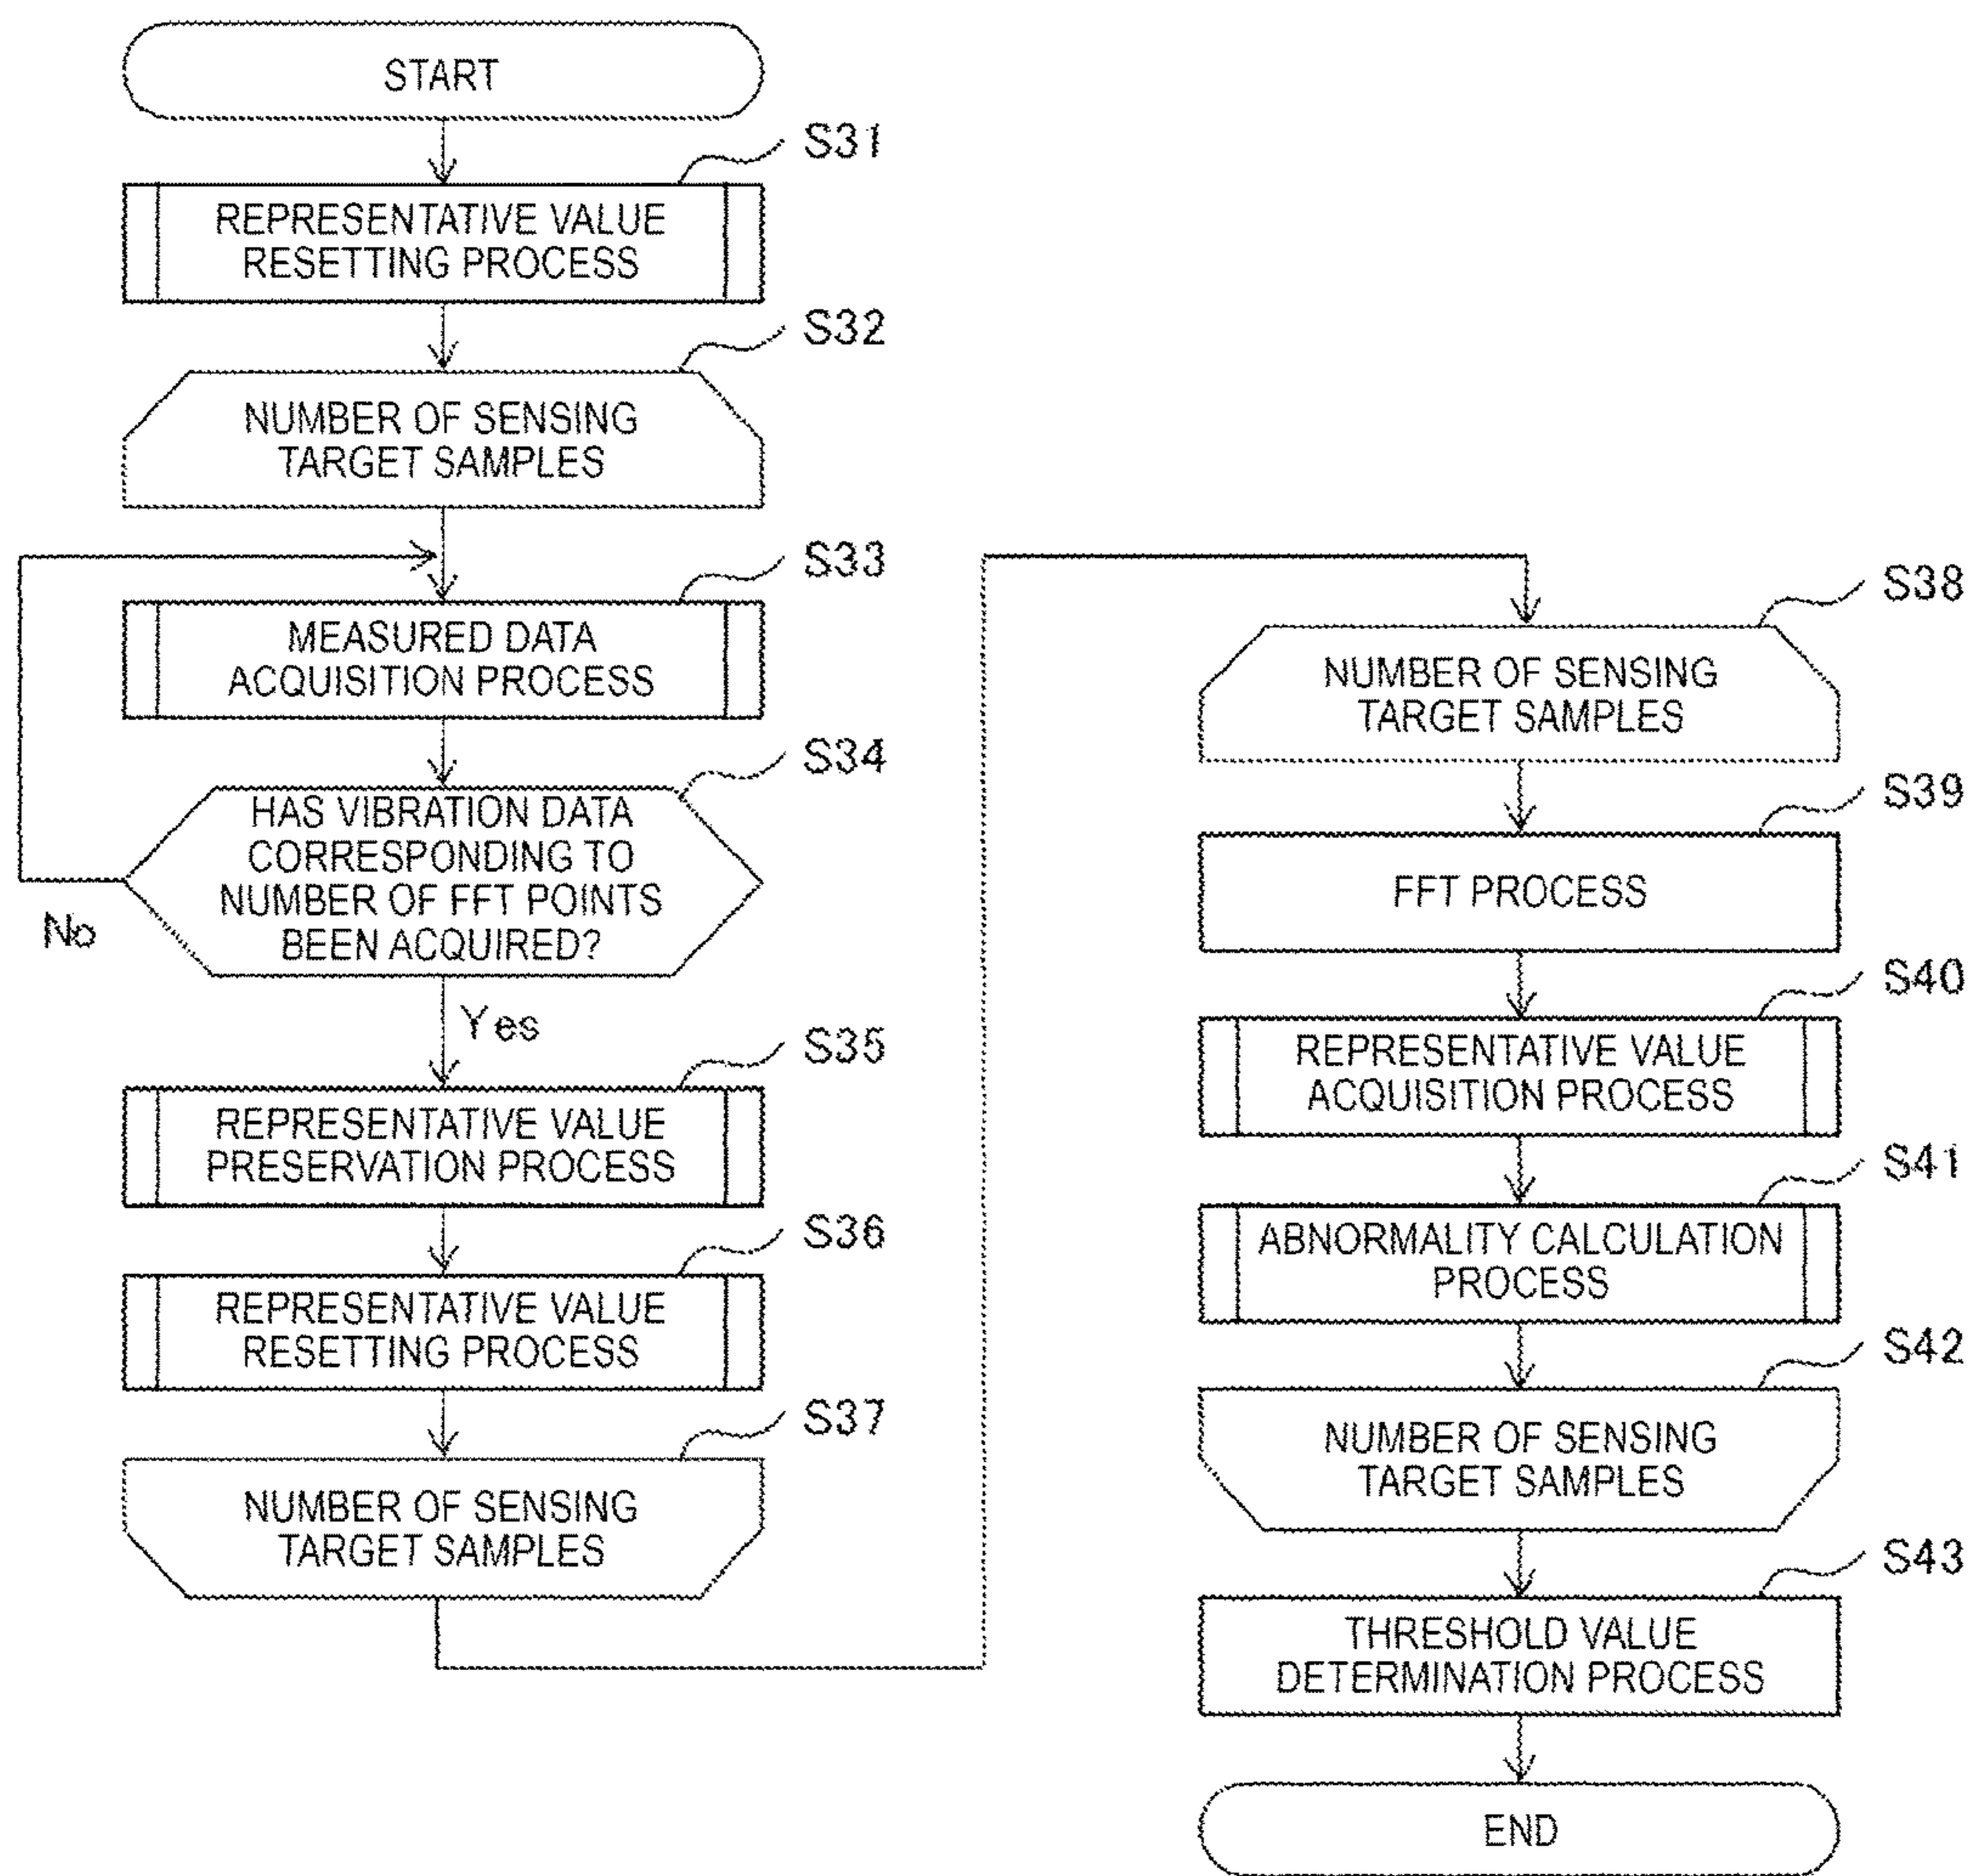 START
S31
REPRESENTATIVE VALUE
RESETTING PROCESS
S32
NUMBER OF SENSING
TARGET SAMPLES
S33
MEASURED DATA
ACQUISITION PROCESS
S34
HAS VIBRATION DATA
CORRESPONDING TO
NUMBER OF FFT POINTS
BEEN ACQUIRED?
No
Yes
S35
REPRESENTATIVE VALUE
PRESERVATION PROCESS
S36
REPRESENTATIVE VALUE
RESETTING PROCESS
S37
NUMBER OF SENSING
TARGET SAMPLES
S38
NUMBER OF SENSING
TARGET SAMPLES
S39
FFT PROCESS
S40
REPRESENTATIVE VALUE
ACQUISITION PROCESS
S41
ABNORMALITY CALCULATION
PROCESS
S42
NUMBER OF SENSING
TARGET SAMPLES
S43
THRESHOLD VALUE
DETERMINATION PROCESS
END